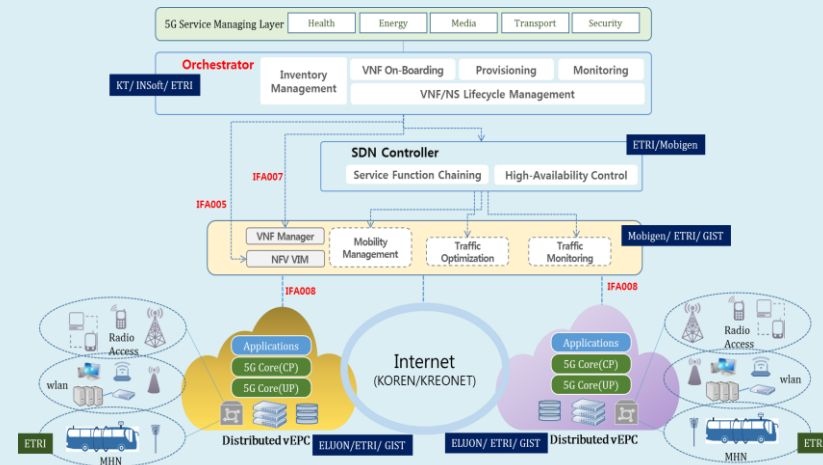 5G Service Managing Layer
Health
Energy
Media
Transport
Security
Orchestrator
Inventory
Management
VNF On-Boarding
Provisioning
Monitoring
VNF/NS Lifecycle Management
KT/ INSoft/ ETRI
ETRI/Mobigen
SDN Controller
Service Function Chaining
High-Availability Control
IFA007
IFA005
VNF Manager
NFV VIM
Mobility
Management
Traffic
Optimization
Traffic
Monitoring
Mobigen/ ETRI/ GIST
IFA008
IFA008
Radio
Access
wlan
MHN
ETRI
Applications
5G Core(CP)
5G Core(UP)
Distributed vEPC
ELUON/ETRI/ GIST
Internet
(KOREN/KREONET)
Applications
5G Core(CP)
5G Core(UP)
ELUON/ ETRI/ GIST
Distributed vEPC
Radio
Access
wlan
MHN
ETRI